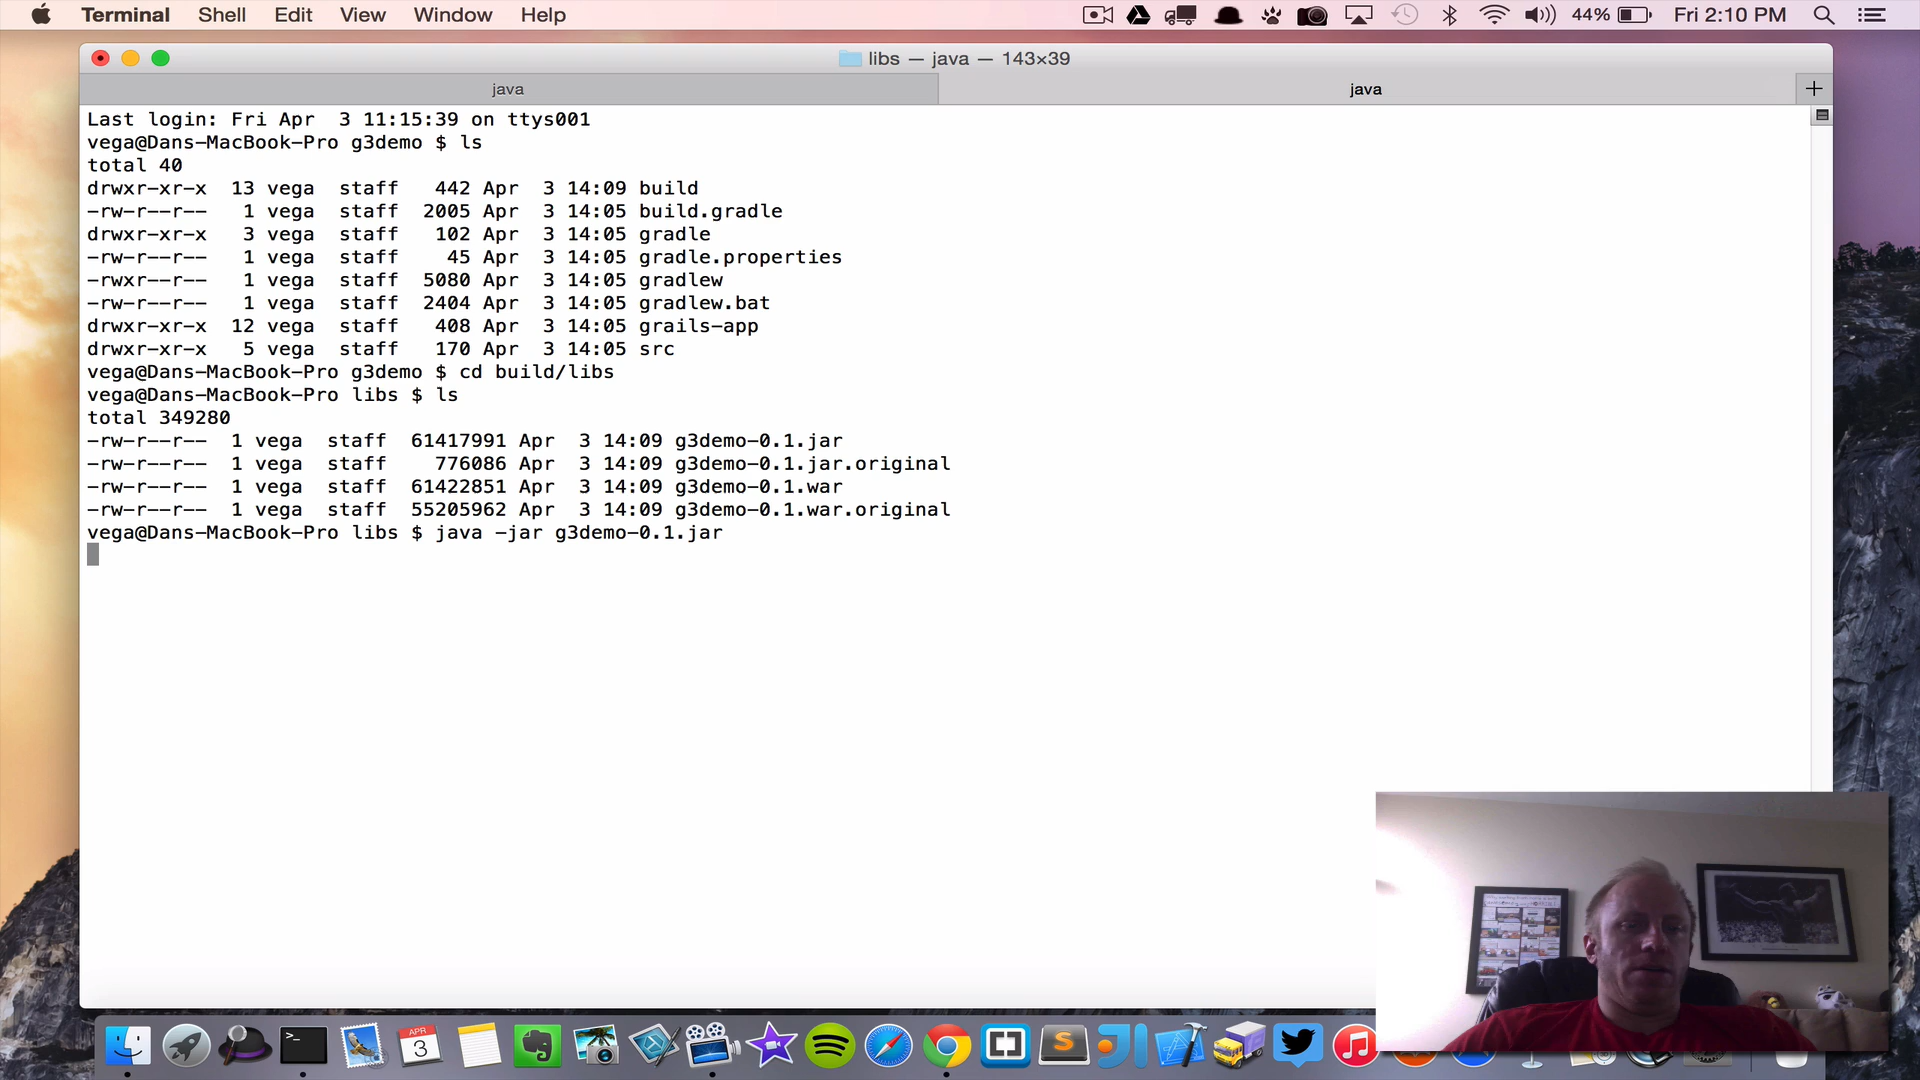 Terminal Shell Edit View Window Help 44% Fri 2:10 PM
libs — java — 143×39
java java +
Last login: Fri Apr  3 11:15:39 on ttys001
vega@Dans-MacBook-Pro g3demo $ ls
total 40
drwxr-xr-x  13 vega  staff   442 Apr  3 14:09 build
-rw-r--r--   1 vega  staff  2005 Apr  3 14:05 build.gradle
drwxr-xr-x   3 vega  staff   102 Apr  3 14:05 gradle
-rw-r--r--   1 vega  staff    45 Apr  3 14:05 gradle.properties
-rwxr--r--   1 vega  staff  5080 Apr  3 14:05 gradlew
-rw-r--r--   1 vega  staff  2404 Apr  3 14:05 gradlew.bat
drwxr-xr-x  12 vega  staff   408 Apr  3 14:05 grails-app
drwxr-xr-x   5 vega  staff   170 Apr  3 14:05 src
vega@Dans-MacBook-Pro g3demo $ cd build/libs
vega@Dans-MacBook-Pro libs $ ls
total 349280
-rw-r--r--  1 vega  staff  61417991 Apr  3 14:09 g3demo-0.1.jar
-rw-r--r--  1 vega  staff    776086 Apr  3 14:09 g3demo-0.1.jar.original
-rw-r--r--  1 vega  staff  61422851 Apr  3 14:09 g3demo-0.1.war
-rw-r--r--  1 vega  staff  55205962 Apr  3 14:09 g3demo-0.1.war.original
vega@Dans-MacBook-Pro libs $ java -jar g3demo-0.1.jar
>_
APR
3
S